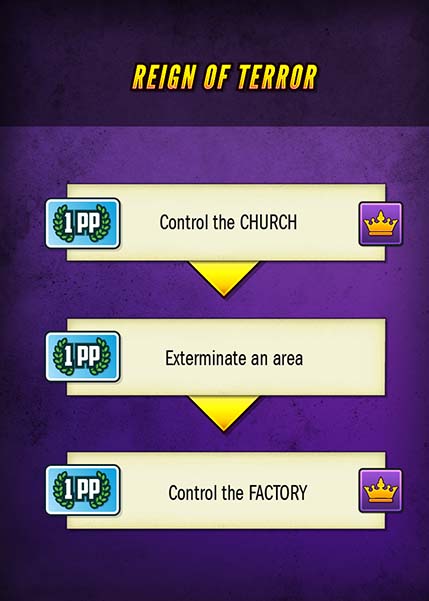 REIGN OF TERROR
1 PP Control the CHURCH
1 PP Exterminate an area
1 PP Control the FACTORY